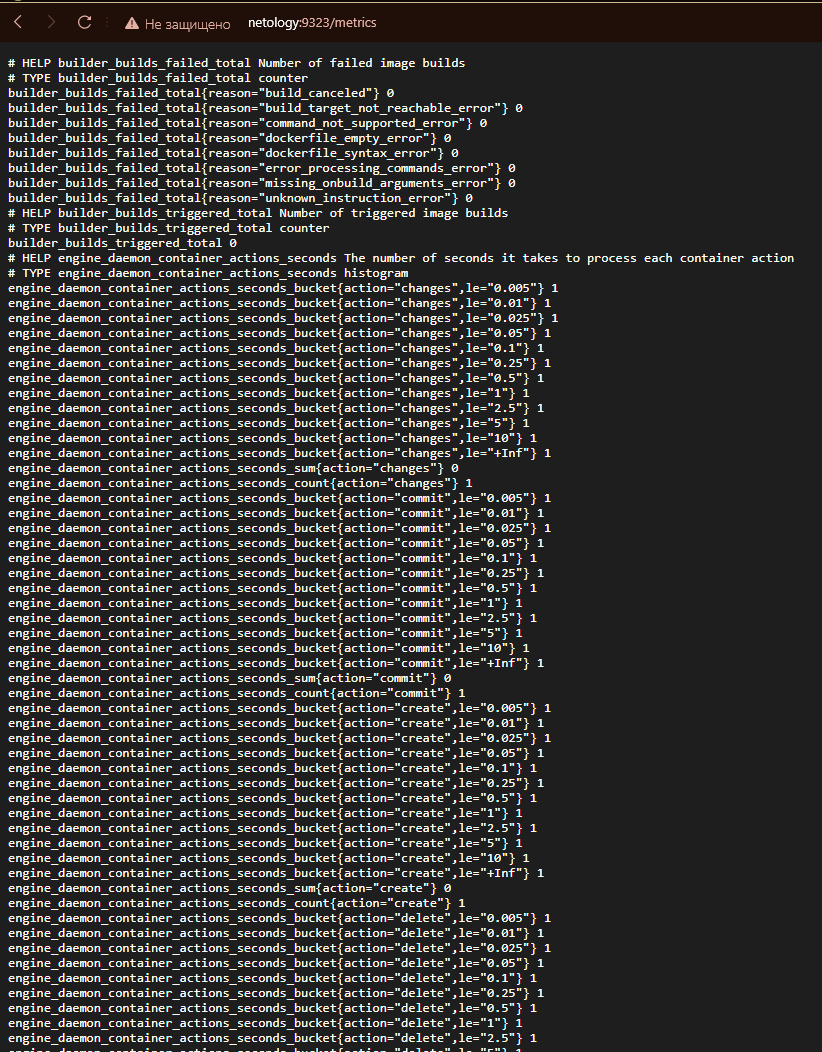 Не защищено netology:9323/metrics
# HELP builder_builds_failed_total Number of failed image builds
# TYPE builder_builds_failed_total counter
builder_builds_failed_total{reason="build_canceled"} 0
builder_builds_failed_total{reason="build_target_not_reachable_error"} 0
builder_builds_failed_total{reason="command_not_supported_error"} 0
builder_builds_failed_total{reason="dockerfile_empty_error"} 0
builder_builds_failed_total{reason="dockerfile_syntax_error"} 0
builder_builds_failed_total{reason="error_processing_commands_error"} 0
builder_builds_failed_total{reason="missing_onbuild_arguments_error"} 0
builder_builds_failed_total{reason="unknown_instruction_error"} 0
# HELP builder_builds_triggered_total Number of triggered image builds
# TYPE builder_builds_triggered_total counter
builder_builds_triggered_total 0
# HELP engine_daemon_container_actions_seconds The number of seconds it takes to process each container action
# TYPE engine_daemon_container_actions_seconds histogram
engine_daemon_container_actions_seconds_bucket{action="changes",le="0.005"} 1
engine_daemon_container_actions_seconds_bucket{action="changes",le="0.01"} 1
engine_daemon_container_actions_seconds_bucket{action="changes",le="0.025"} 1
engine_daemon_container_actions_seconds_bucket{action="changes",le="0.05"} 1
engine_daemon_container_actions_seconds_bucket{action="changes",le="0.1"} 1
engine_daemon_container_actions_seconds_bucket{action="changes",le="0.25"} 1
engine_daemon_container_actions_seconds_bucket{action="changes",le="0.5"} 1
engine_daemon_container_actions_seconds_bucket{action="changes",le="1"} 1
engine_daemon_container_actions_seconds_bucket{action="changes",le="2.5"} 1
engine_daemon_container_actions_seconds_bucket{action="changes",le="5"} 1
engine_daemon_container_actions_seconds_bucket{action="changes",le="10"} 1
engine_daemon_container_actions_seconds_bucket{action="changes",le="+Inf"} 1
engine_daemon_container_actions_seconds_sum{action="changes"} 0
engine_daemon_container_actions_seconds_count{action="changes"} 1
engine_daemon_container_actions_seconds_bucket{action="commit",le="0.005"} 1
engine_daemon_container_actions_seconds_bucket{action="commit",le="0.01"} 1
engine_daemon_container_actions_seconds_bucket{action="commit",le="0.025"} 1
engine_daemon_container_actions_seconds_bucket{action="commit",le="0.05"} 1
engine_daemon_container_actions_seconds_bucket{action="commit",le="0.1"} 1
engine_daemon_container_actions_seconds_bucket{action="commit",le="0.25"} 1
engine_daemon_container_actions_seconds_bucket{action="commit",le="0.5"} 1
engine_daemon_container_actions_seconds_bucket{action="commit",le="1"} 1
engine_daemon_container_actions_seconds_bucket{action="commit",le="2.5"} 1
engine_daemon_container_actions_seconds_bucket{action="commit",le="5"} 1
engine_daemon_container_actions_seconds_bucket{action="commit",le="10"} 1
engine_daemon_container_actions_seconds_bucket{action="commit",le="+Inf"} 1
engine_daemon_container_actions_seconds_sum{action="commit"} 0
engine_daemon_container_actions_seconds_count{action="commit"} 1
engine_daemon_container_actions_seconds_bucket{action="create",le="0.005"} 1
engine_daemon_container_actions_seconds_bucket{action="create",le="0.01"} 1
engine_daemon_container_actions_seconds_bucket{action="create",le="0.025"} 1
engine_daemon_container_actions_seconds_bucket{action="create",le="0.05"} 1
engine_daemon_container_actions_seconds_bucket{action="create",le="0.1"} 1
engine_daemon_container_actions_seconds_bucket{action="create",le="0.25"} 1
engine_daemon_container_actions_seconds_bucket{action="create",le="0.5"} 1
engine_daemon_container_actions_seconds_bucket{action="create",le="1"} 1
engine_daemon_container_actions_seconds_bucket{action="create",le="2.5"} 1
engine_daemon_container_actions_seconds_bucket{action="create",le="5"} 1
engine_daemon_container_actions_seconds_bucket{action="create",le="10"} 1
engine_daemon_container_actions_seconds_bucket{action="create",le="+Inf"} 1
engine_daemon_container_actions_seconds_sum{action="create"} 0
engine_daemon_container_actions_seconds_count{action="create"} 1
engine_daemon_container_actions_seconds_bucket{action="delete",le="0.005"} 1
engine_daemon_container_actions_seconds_bucket{action="delete",le="0.01"} 1
engine_daemon_container_actions_seconds_bucket{action="delete",le="0.025"} 1
engine_daemon_container_actions_seconds_bucket{action="delete",le="0.05"} 1
engine_daemon_container_actions_seconds_bucket{action="delete",le="0.1"} 1
engine_daemon_container_actions_seconds_bucket{action="delete",le="0.25"} 1
engine_daemon_container_actions_seconds_bucket{action="delete",le="0.5"} 1
engine_daemon_container_actions_seconds_bucket{action="delete",le="1"} 1
engine_daemon_container_actions_seconds_bucket{action="delete",le="2.5"} 1